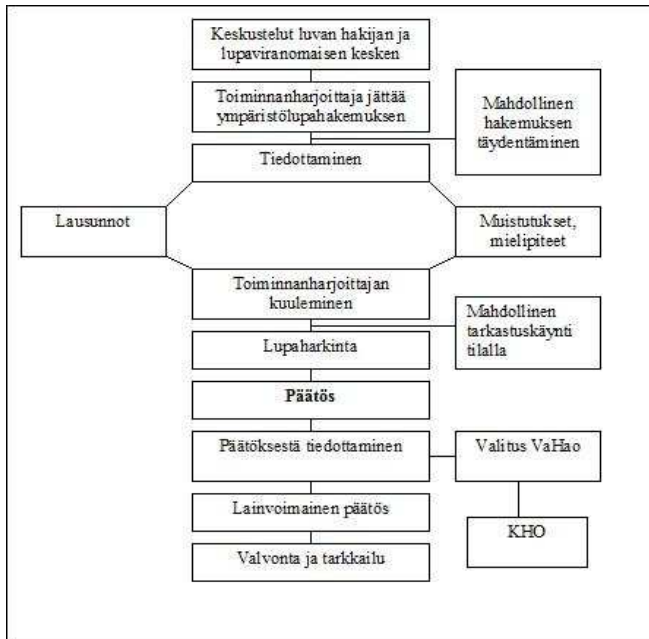 Keskustelut luvan hakijan ja
lupaviranomaisen kesken
Toiminnanharjoittaja jättää
ympäristölupahakemuksen
Mahdollinen
hakemuksen
täydentäminen
Tiedottaminen
Lausunnot
Muistutukset,
mielipiteet
Toiminnanharjoittajan
kuuleminen
Mahdollinen
tarkastuskäynti
tilalla
Lupaharkinta
Päätös
Päätöksestä tiedottaminen
Valitus VaHao
Lainvoimainen päätös
KHO
Valvonta ja tarkkailu